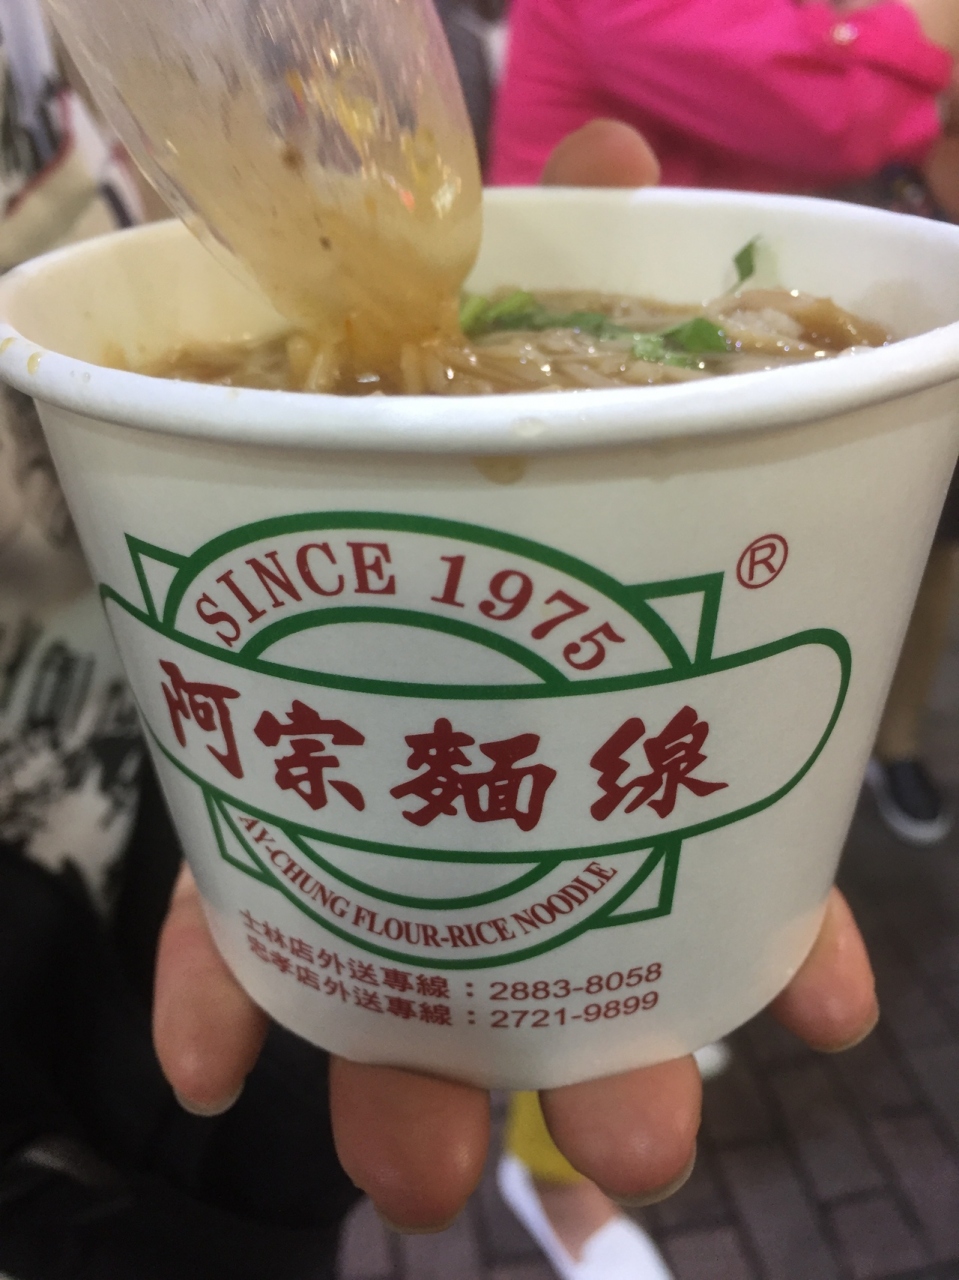 SINCE 1975
®
阿宗麵線
AY-CHUNG FLOUR-RICE NOODLE
士林店外送專線：2883-8058
忠孝店外送專線：2721-9899